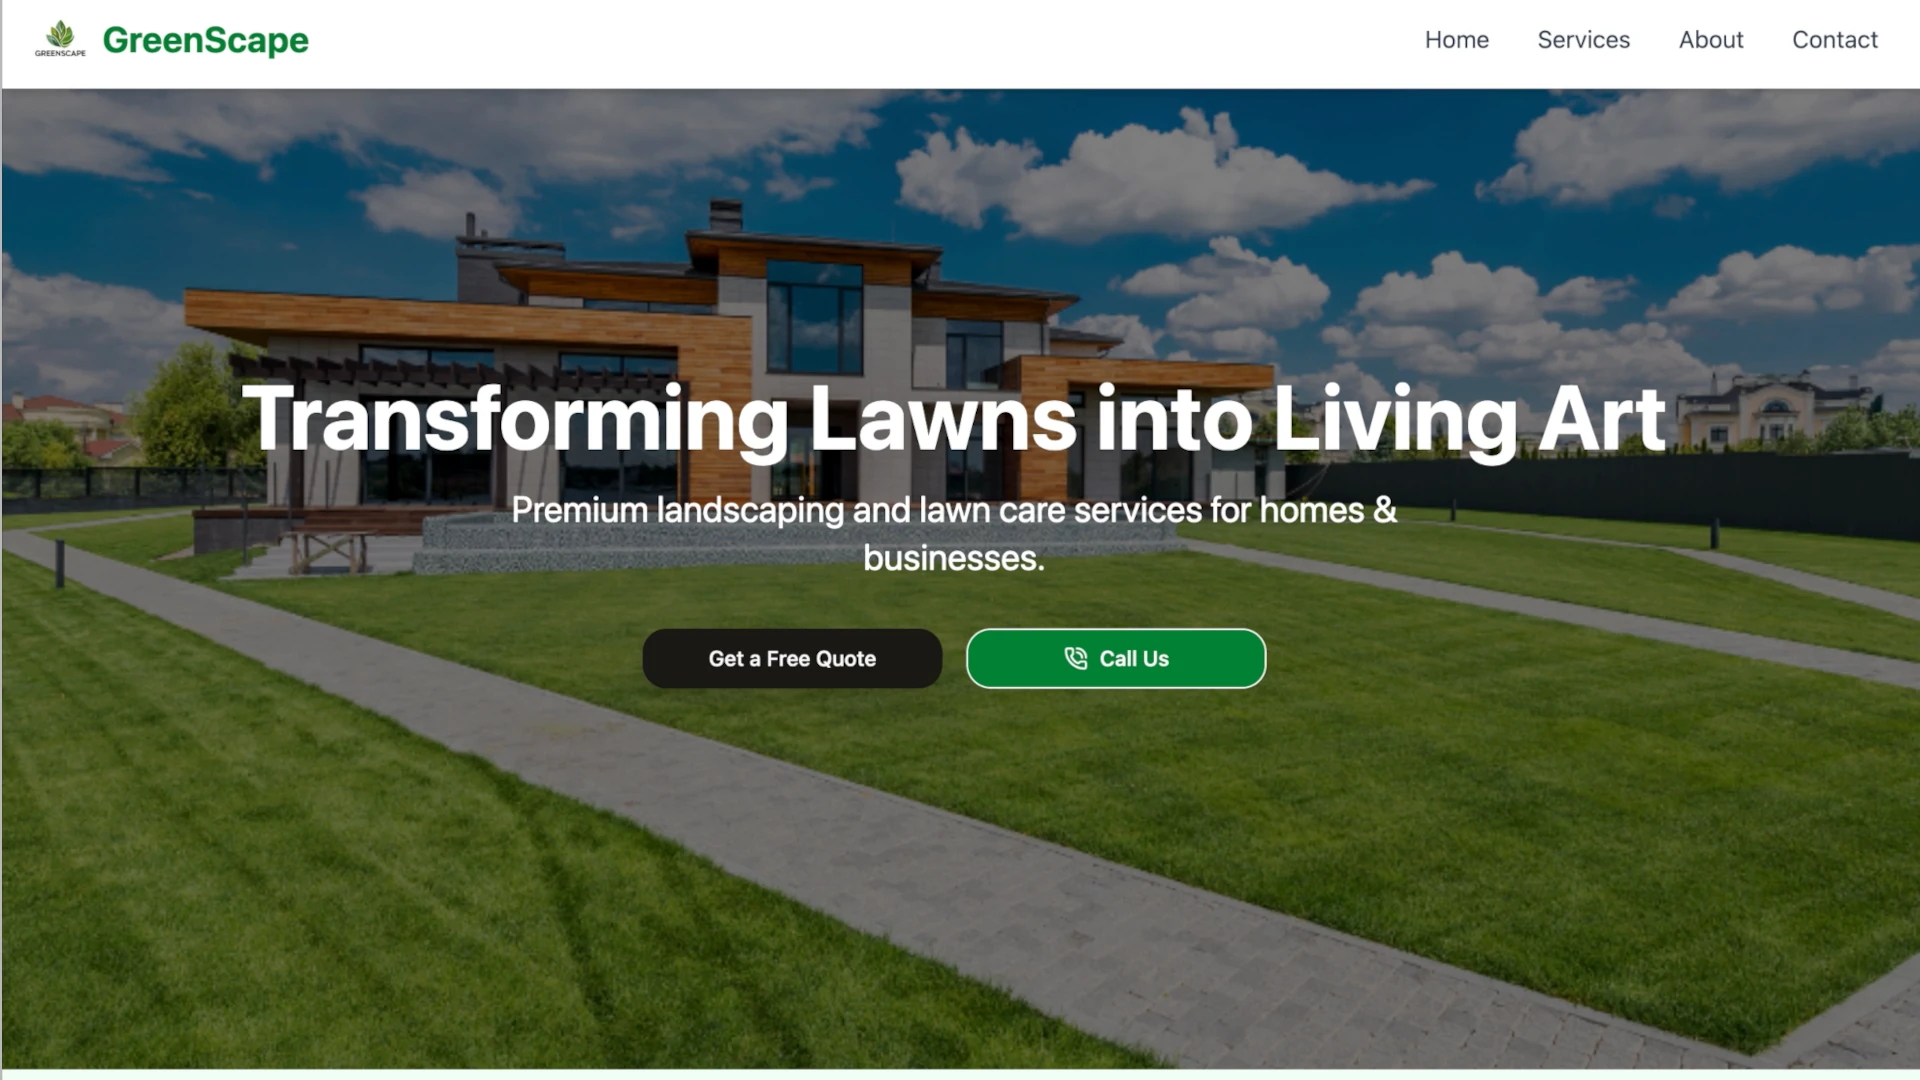 GREENSCAPE
GreenScape
Home
Services
About
Contact
Transforming Lawns into Living Art
Premium landscaping and lawn care services for homes &
businesses.
Get a Free Quote
Call Us